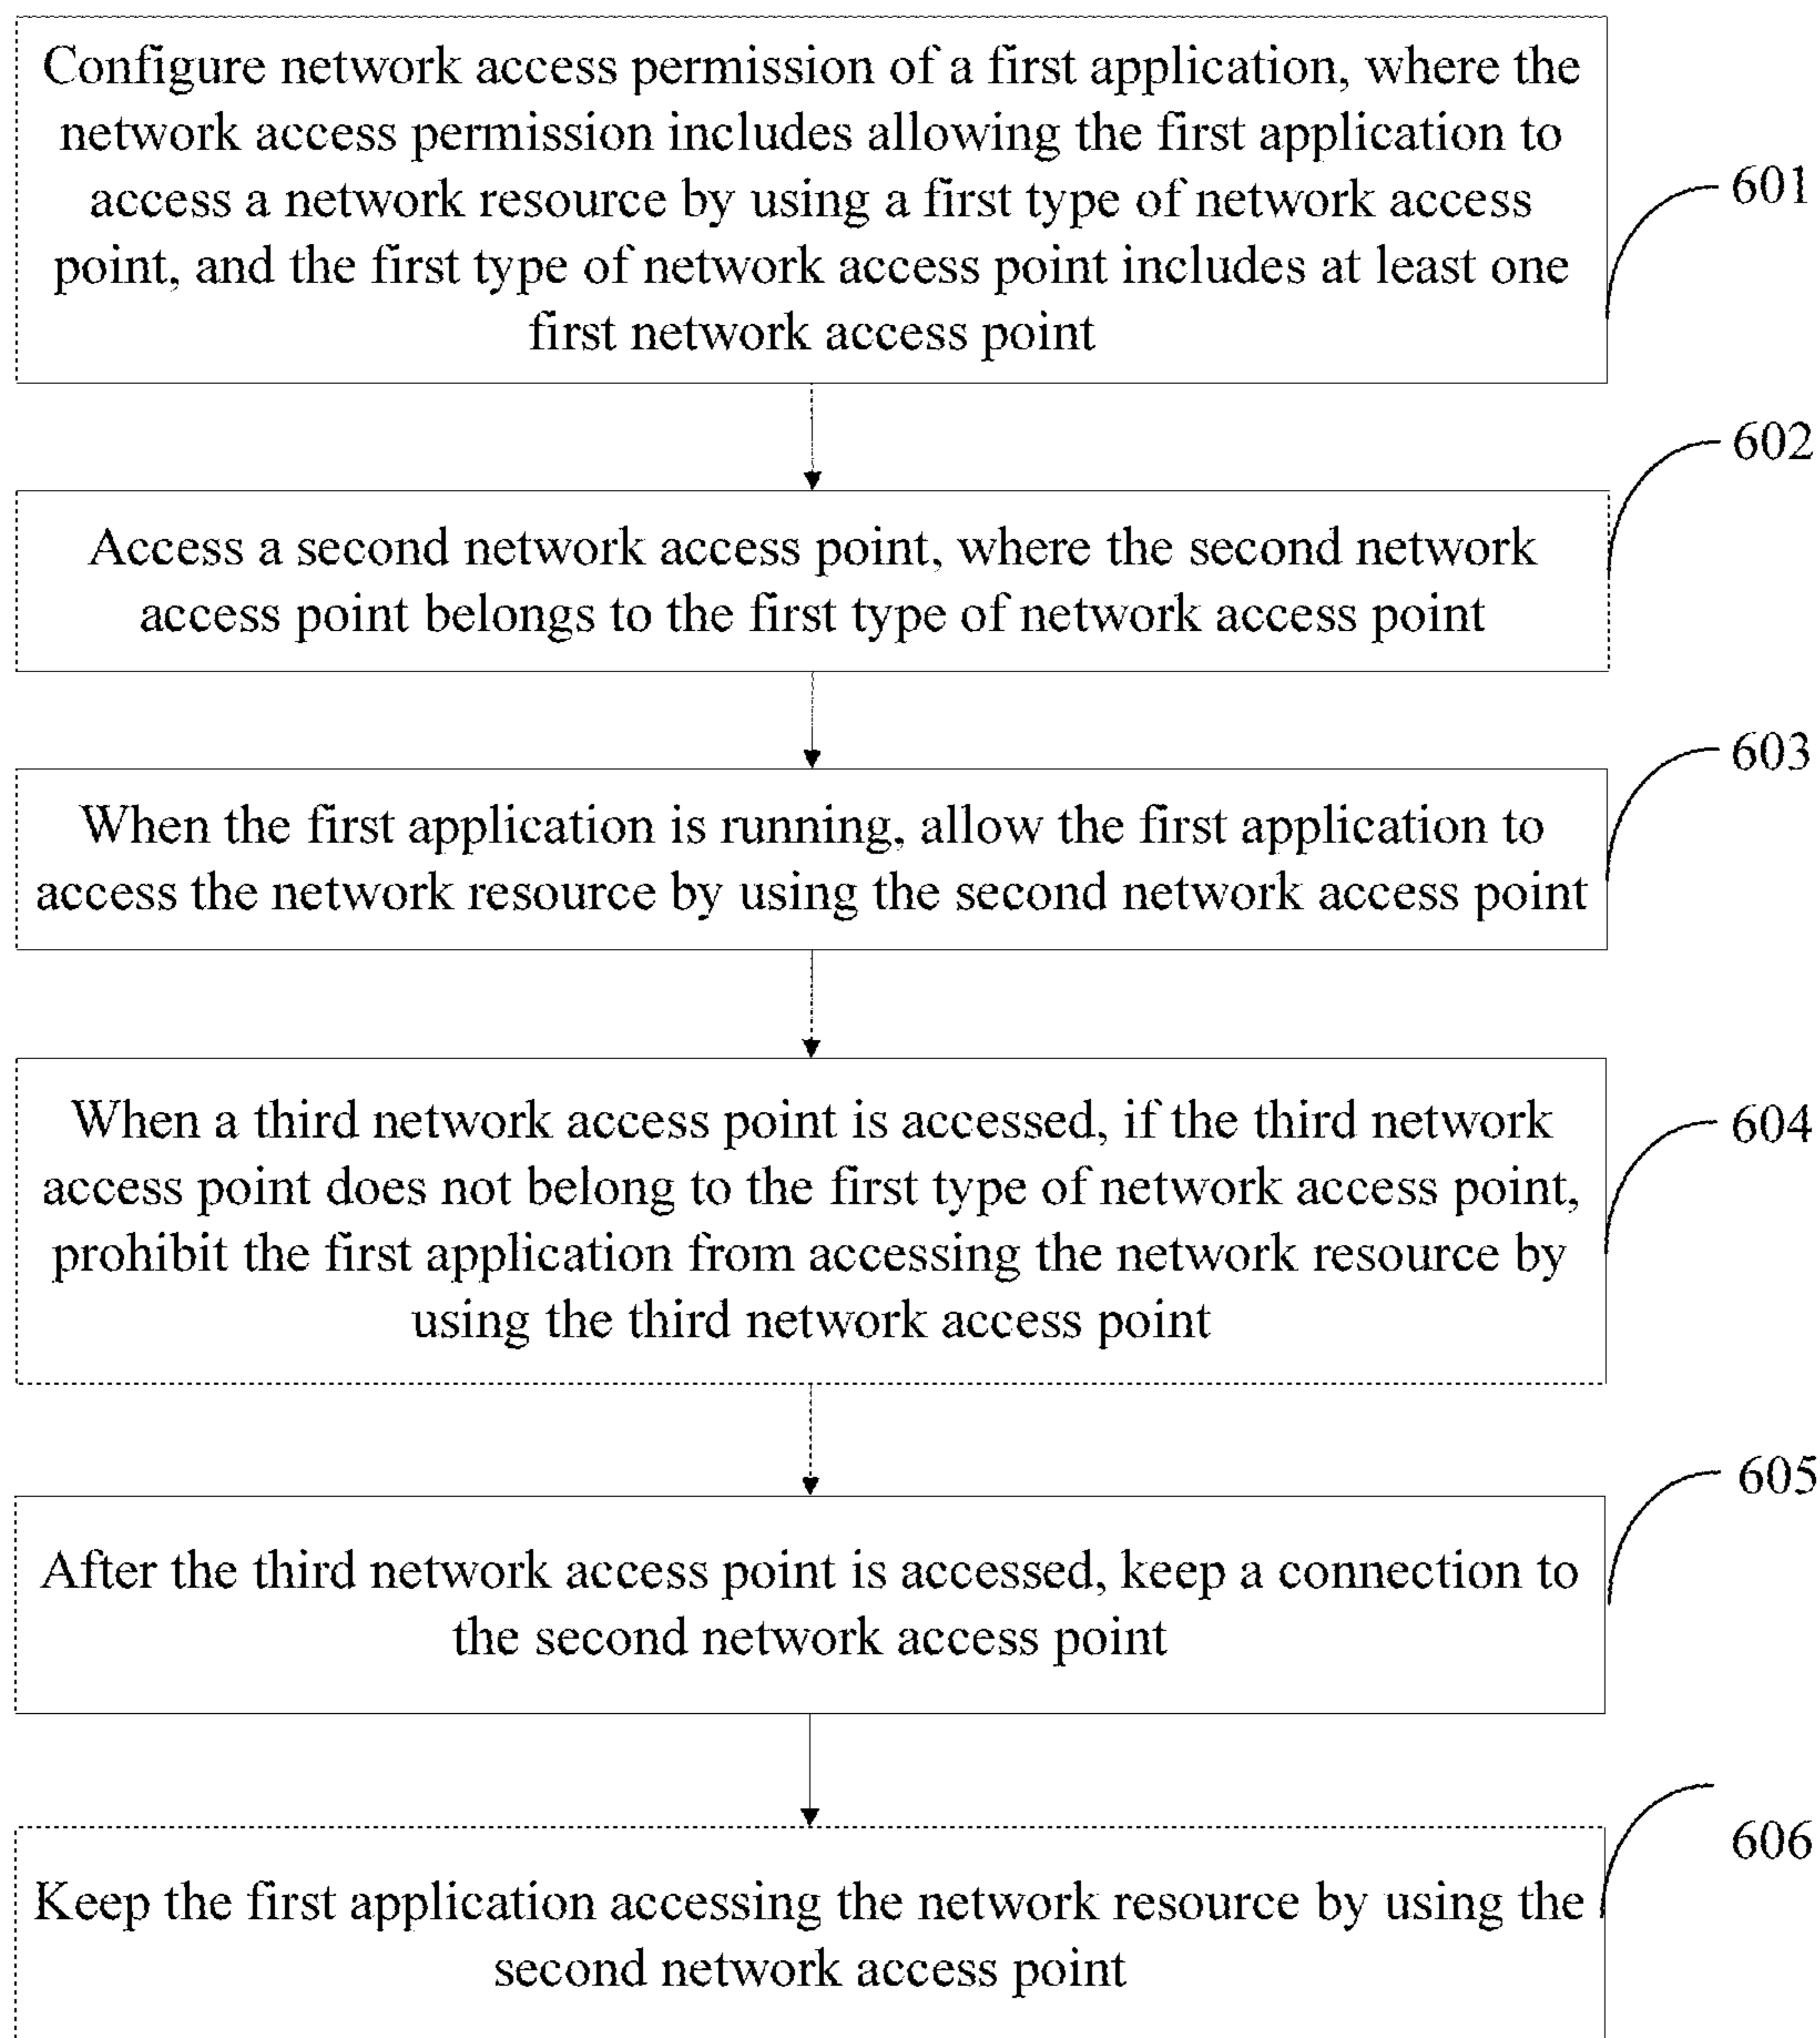 Configure network access permission of a first application, where the
network access permission includes allowing the first application to
access a network resource by using a first type of network access
point, and the first type of network access point includes at least one
first network access point
601
Access a second network access point, where the second network
access point belongs to the first type of network access point
602
When the first application is running, allow the first application to
access the network resource by using the second network access point
603
When a third network access point is accessed, if the third network
access point does not belong to the first type of network access point,
prohibit the first application from accessing the network resource by
using the third network access point
604
After the third network access point is accessed, keep a connection to
the second network access point
605
Keep the first application accessing the network resource by using the
second network access point
606